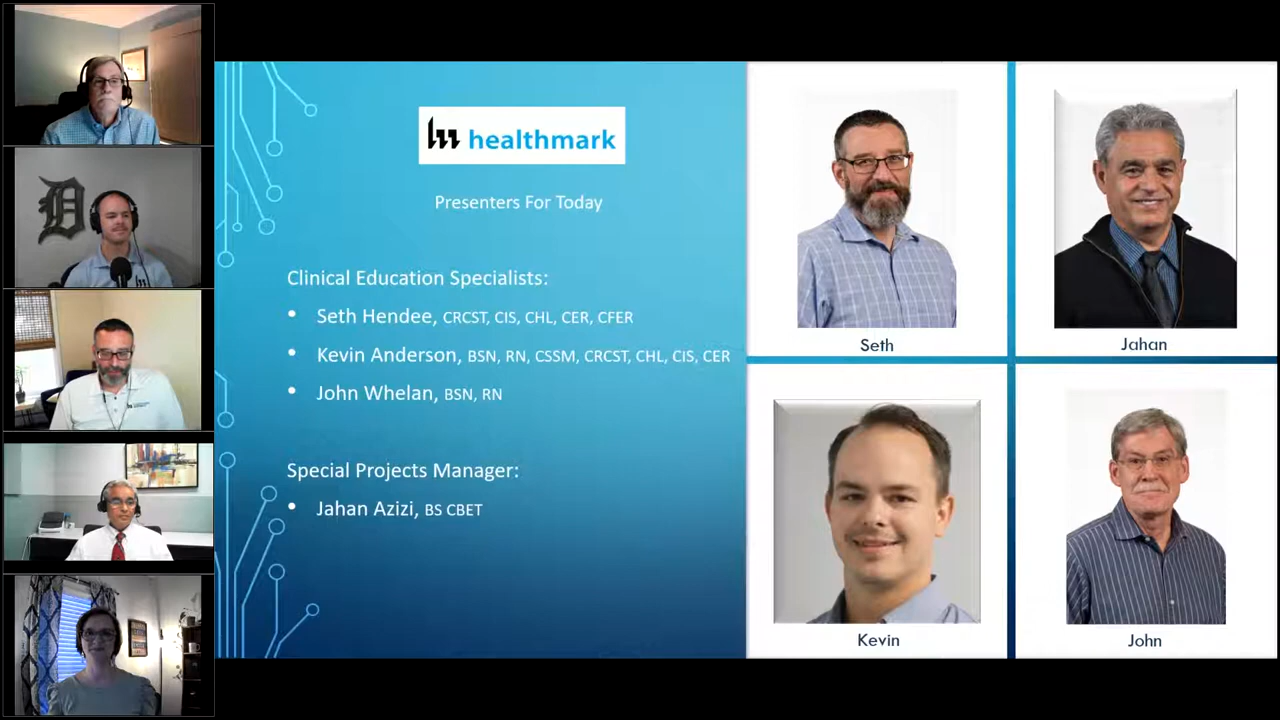 healthmark
Presenters For Today
Clinical Education Specialists:
• Seth Hendee, CRCST, CIS, CHL, CER, CFER
• Kevin Anderson, BSN, RN, CSSM, CRCST, CHL, CIS, CER
• John Whelan, BSN, RN
Special Projects Manager:
• Jahan Azizi, BS CBET
Seth
Jahan
Kevin
John